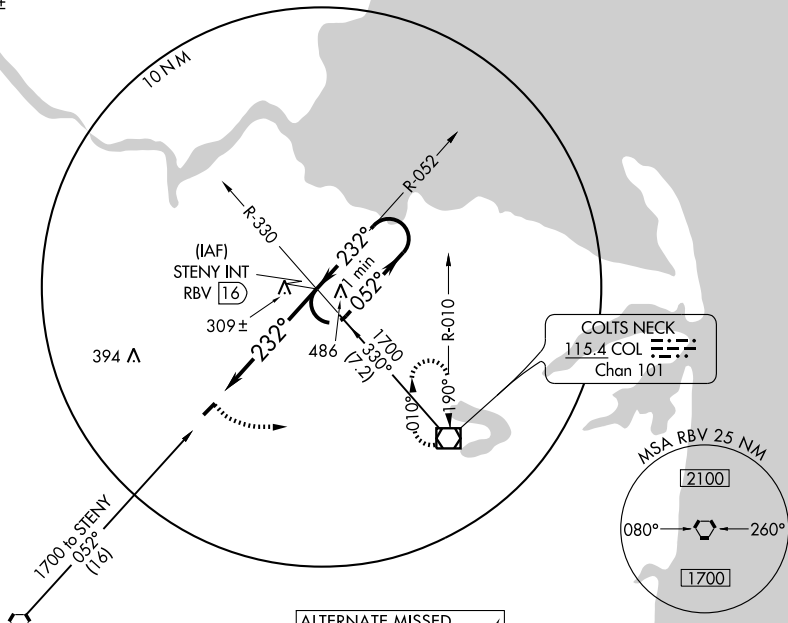 10 NM
R-052
R-330
232°
1 min
052°
(IAF)
STENY INT
RBV 16
309±
232°
394
486
1700
330°
(7.2)
R-010
010°
190°
COLTS NECK
115.4 COL
Chan 101
MSA RBV 25 NM
2100
080°
260°
1700
1700 to STENY
052°
(16)
ALTERNATE MISSED